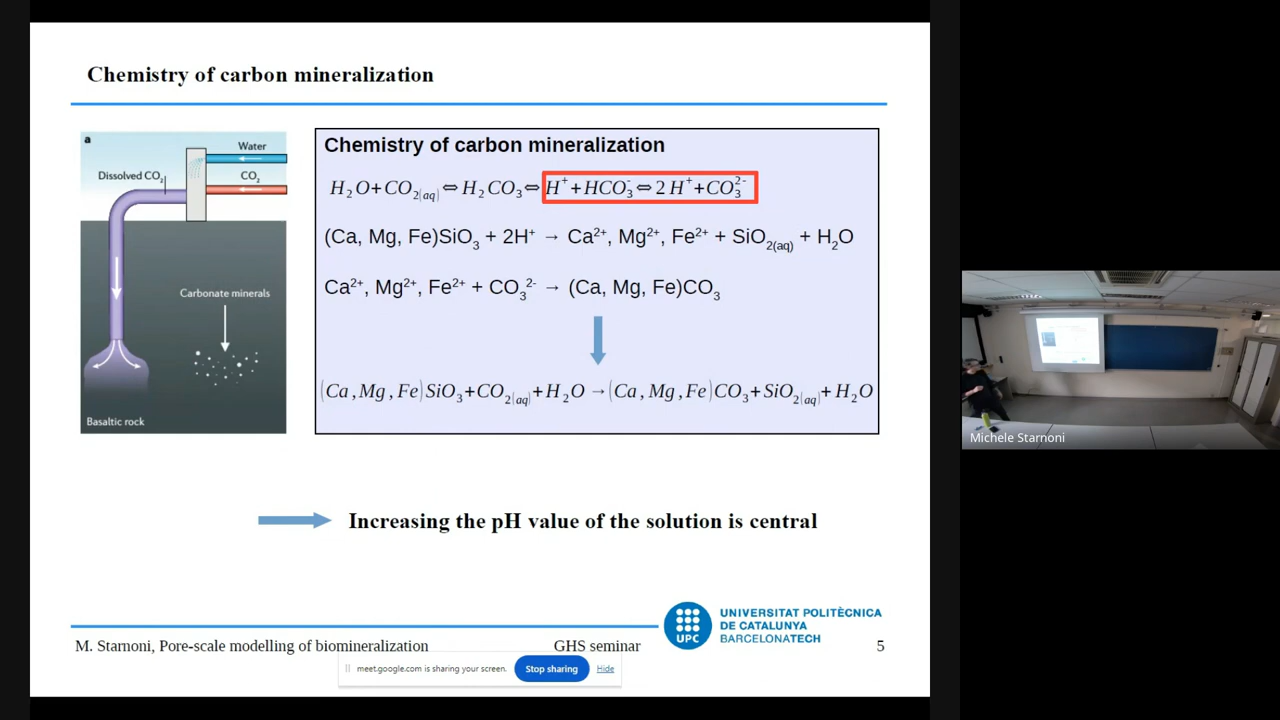 Chemistry of carbon mineralization
a
Water
Dissolved CO₂
CO₂
Carbonate minerals
Basaltic rock
Chemistry of carbon mineralization
H₂O+CO₂₍aq₎⇔H₂CO₃⇔H⁺+HCO₃⁻⇔2H⁺+CO₃²⁻
(Ca, Mg, Fe)SiO₃ + 2H⁺ → Ca²⁺, Mg²⁺, Fe²⁺ + SiO₂₍aq₎ + H₂O
Ca²⁺, Mg²⁺, Fe²⁺ + CO₃²⁻ → (Ca, Mg, Fe)CO₃
(Ca,Mg,Fe)SiO₃+CO₂₍aq₎+H₂O→(Ca,Mg,Fe)CO₃+SiO₂₍aq₎+H₂O
Increasing the pH value of the solution is central
M. Starnoni, Pore-scale modelling of biomineralization
GHS seminar
UPC
UNIVERSITAT POLITÈCNICA
DE CATALUNYA
BARCELONATECH
5
meet.google.com is sharing your screen.
Stop sharing
Hide
Michele Starnoni